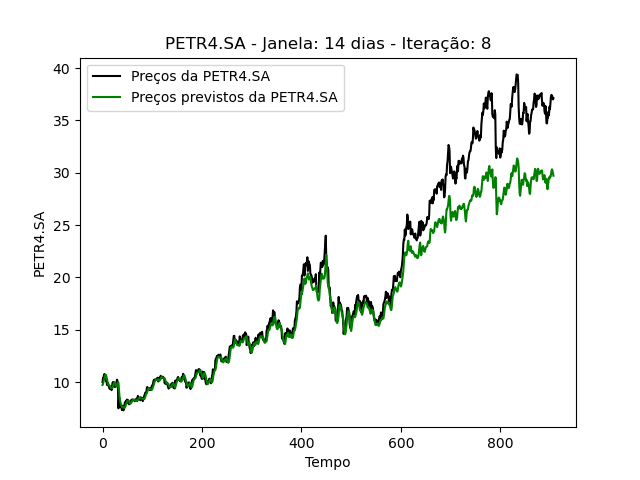 PETR4.SA - Janela: 14 dias - Iteração: 8
Preços da PETR4.SA
Preços previstos da PETR4.SA
PETR4.SA
40
35
30
25
20
15
10
0 200 400 600 800
Tempo